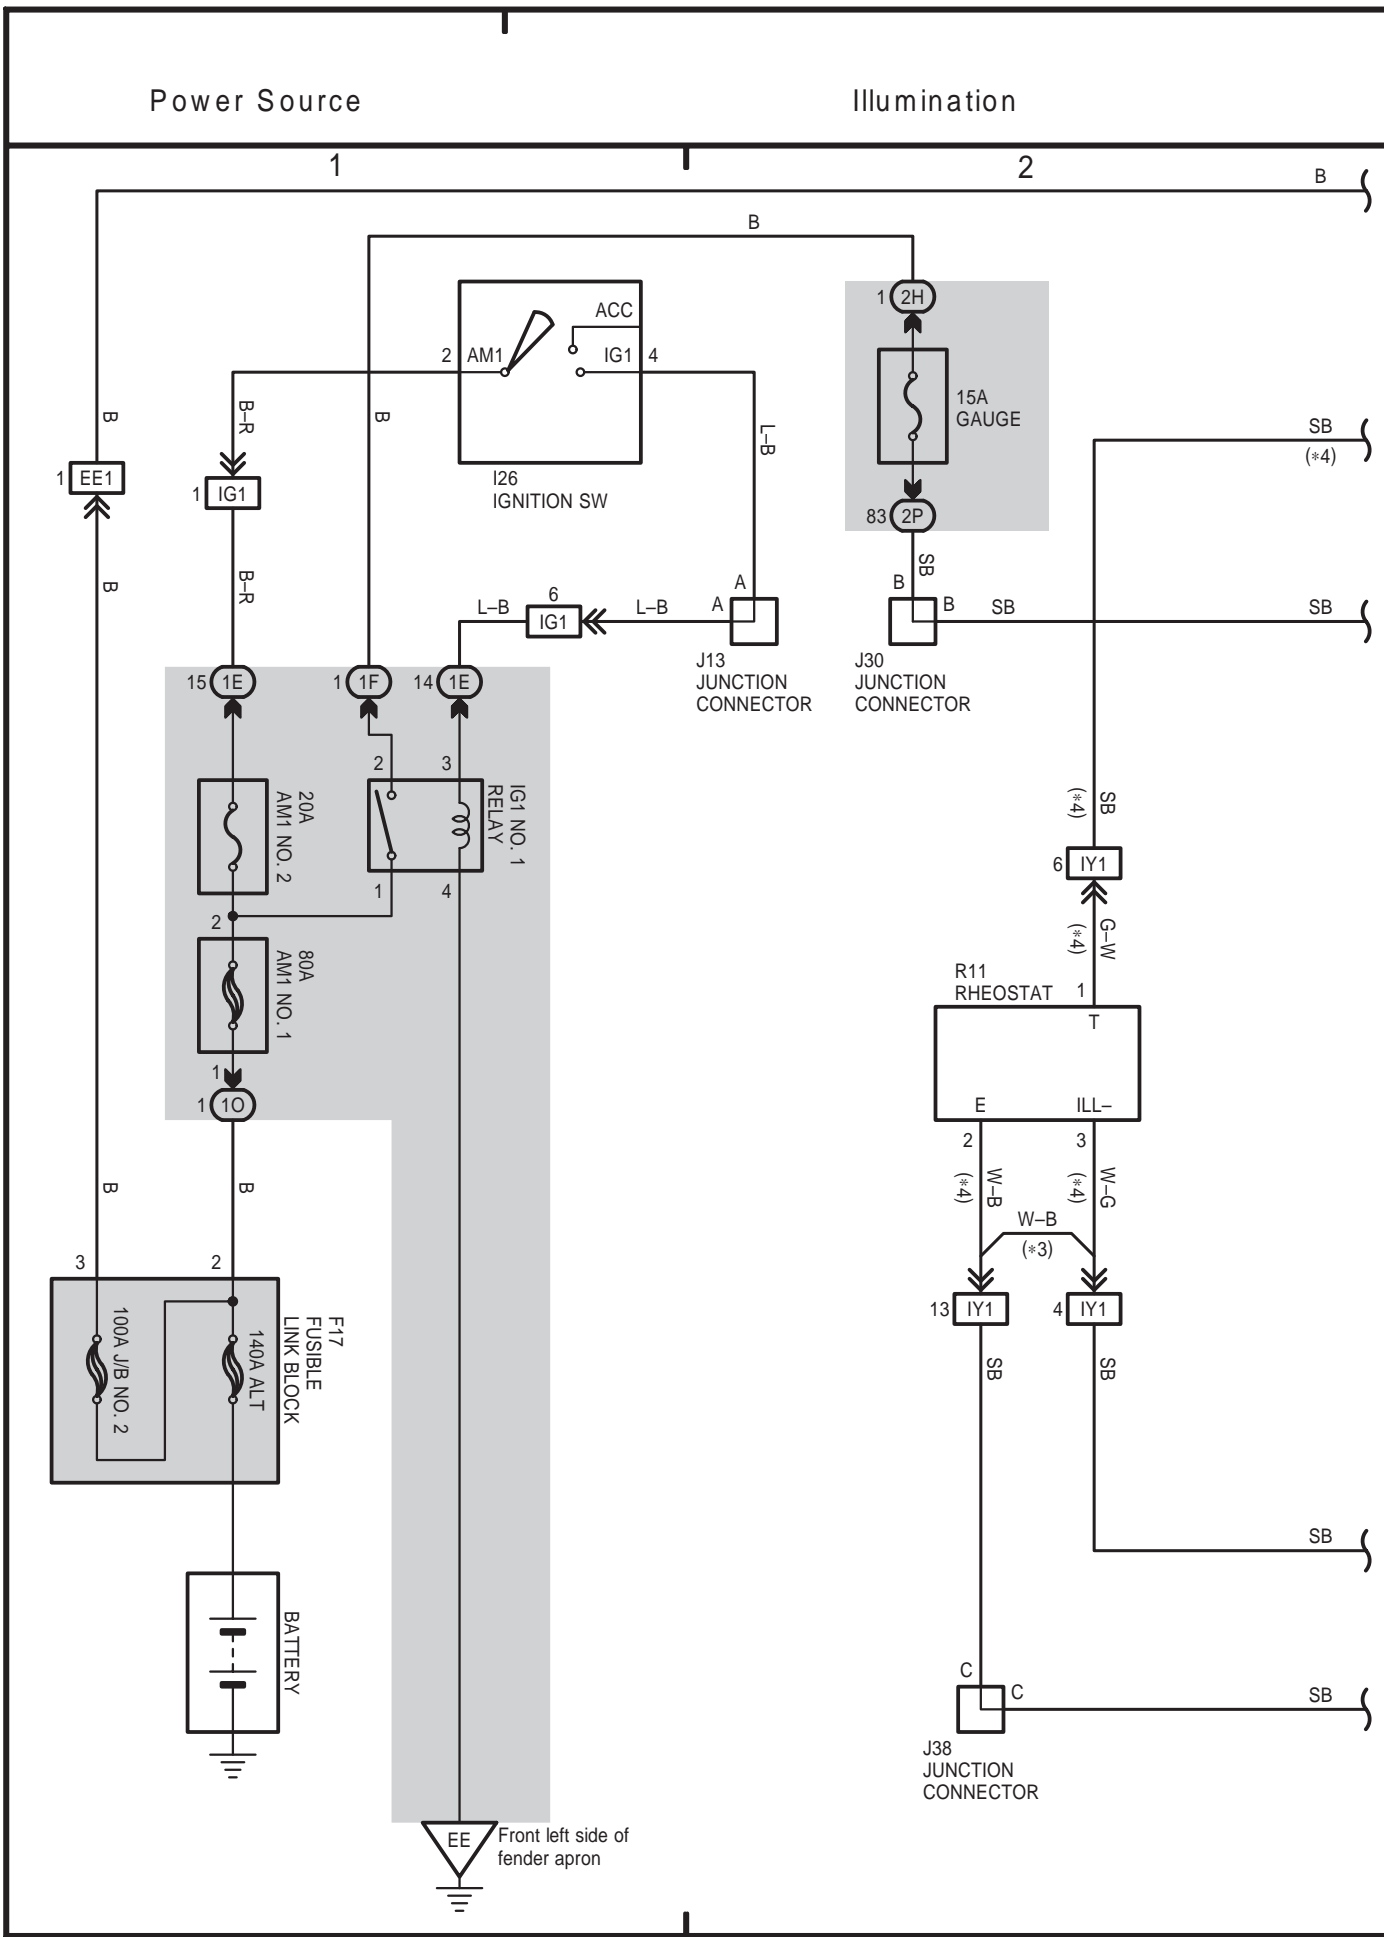 Power Source
Illumination
1
2
B
B
1
2H
ACC
2
AM1
IG1
4
15A
GAUGE
B
B–R
B
L–B
SB
(*4)
1
EE1
1
IG1
I26
IGNITION SW
83
2P
B
B–R
SB
L–B
6
IG1
L–B
A
A
B
B
SB
SB
J13
JUNCTION
CONNECTOR
J30
JUNCTION
CONNECTOR
15
1E
1
1F
14
1E
2
3
20A
AM1 NO. 2
IG1 NO. 1
RELAY
SB
(*4)
6
IY1
1
4
2
80A
AM1 NO. 1
G–W
(*4)
R11
RHEOSTAT
1
T
1
1
1O
E
ILL–
2
3
B
B
W–B
(*4)
W–G
(*4)
W–B
(*3)
3
2
13
IY1
4
IY1
100A J/B NO. 2
140A ALT
F17
FUSIBLE
LINK BLOCK
SB
SB
SB
BATTERY
C
C
SB
J38
JUNCTION
CONNECTOR
EE
Front left side of
fender apron